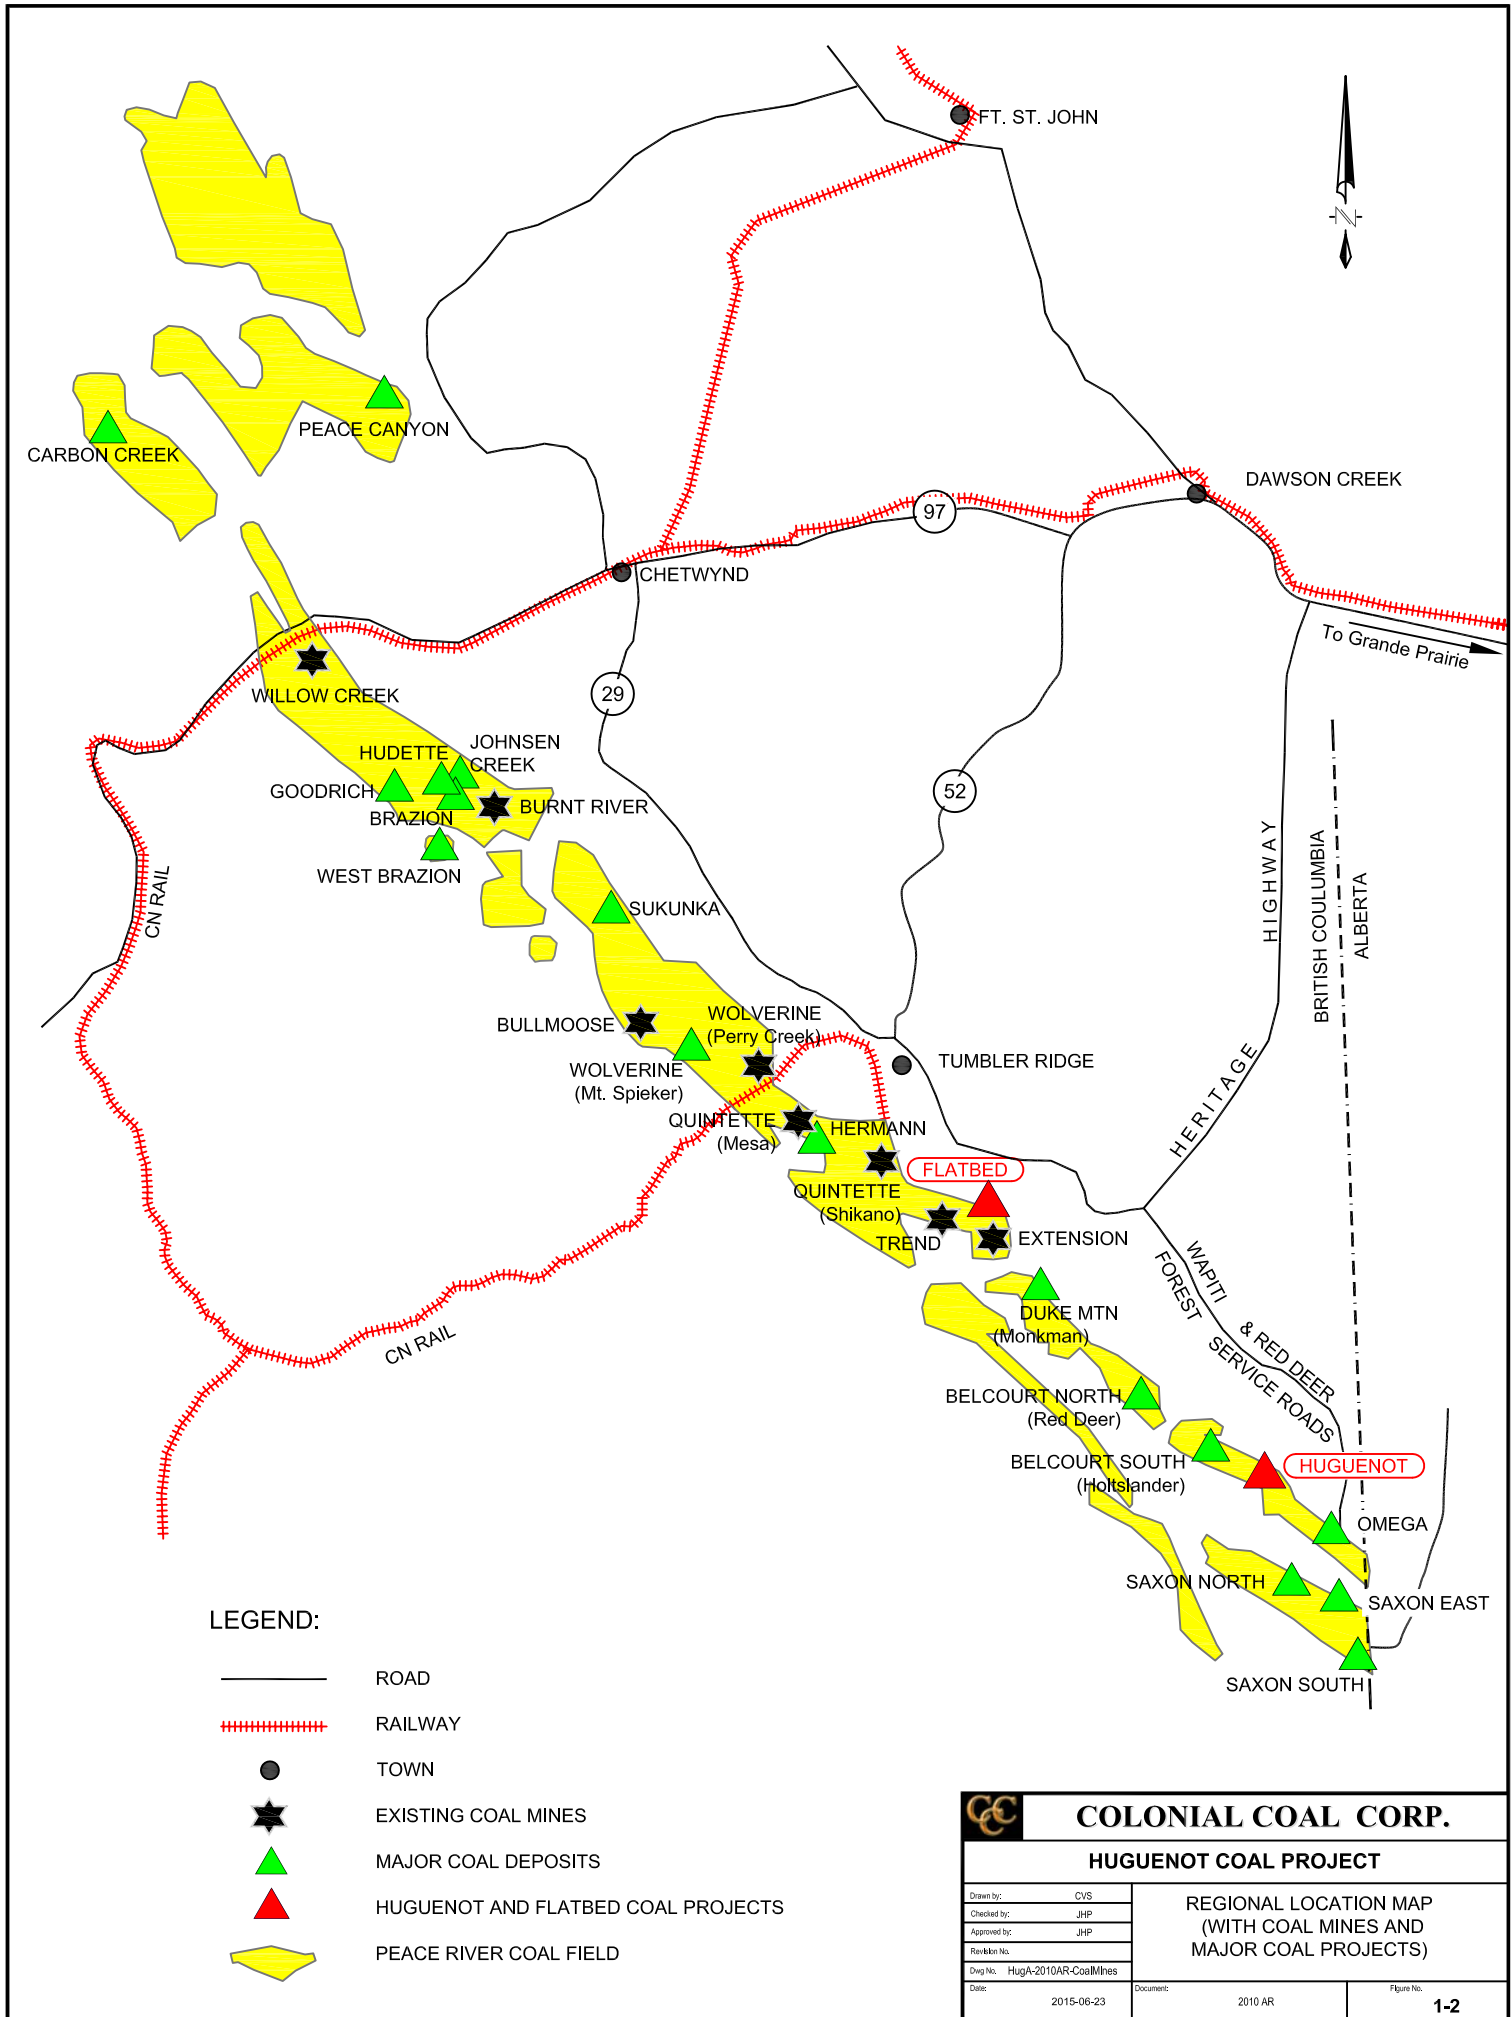 FT. ST. JOHN
N
PEACE CANYON
CARBON CREEK
DAWSON CREEK
97
CHETWYND
To Grande Prairie
WILLOW CREEK
29
HUDETTE
JOHNSEN
CREEK
GOODRICH
BRAZION
BURNT RIVER
52
WEST BRAZION
CN RAIL
SUKUNKA
HERITAGE HIGHWAY
BRITISH COULUMBIA
ALBERTA
BULLMOOSE
WOLVERINE
(Perry Creek)
WOLVERINE
(Mt. Spieker)
TUMBLER RIDGE
QUINTETTE
(Mesa)
HERMANN
FLATBED
QUINTETTE
(Shikano)
TREND
EXTENSION
WAPITI
FOREST
& RED DEER
SERVICE ROADS
DUKE MTN
(Monkman)
CN RAIL
BELCOURT NORTH
(Red Deer)
BELCOURT SOUTH
(Holtslander)
HUGUENOT
OMEGA
SAXON NORTH
SAXON EAST
SAXON SOUTH
LEGEND:
ROAD
RAILWAY
TOWN
EXISTING COAL MINES
MAJOR COAL DEPOSITS
HUGUENOT AND FLATBED COAL PROJECTS
PEACE RIVER COAL FIELD
CCC
COLONIAL COAL CORP.
HUGUENOT COAL PROJECT
Drawn by: CVS
Checked by: JHP
Approved by: JHP
Revision No.
Dwg No. HugA-2010AR-CoalMines
REGIONAL LOCATION MAP
(WITH COAL MINES AND
MAJOR COAL PROJECTS)
Date: 2015-06-23
Document: 2010 AR
Figure No. 1-2